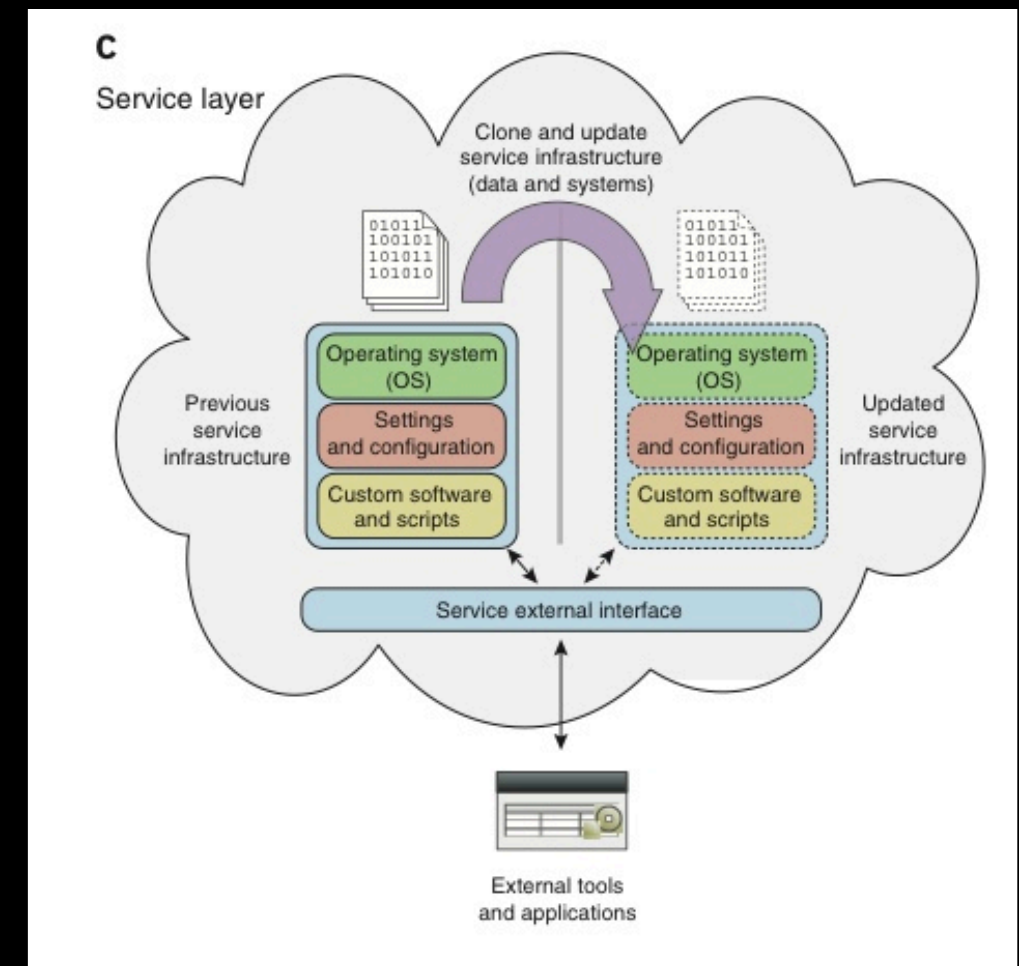 C
Service layer
Clone and update
service infrastructure
(data and systems)
01011
100101
101011
101010
01011
100101
101011
101010
Operating system
(OS)
Settings
and configuration
Custom software
and scripts
Previous
service
infrastructure
Operating system
(OS)
Settings
and configuration
Custom software
and scripts
Updated
service
infrastructure
Service external interface
External tools
and applications